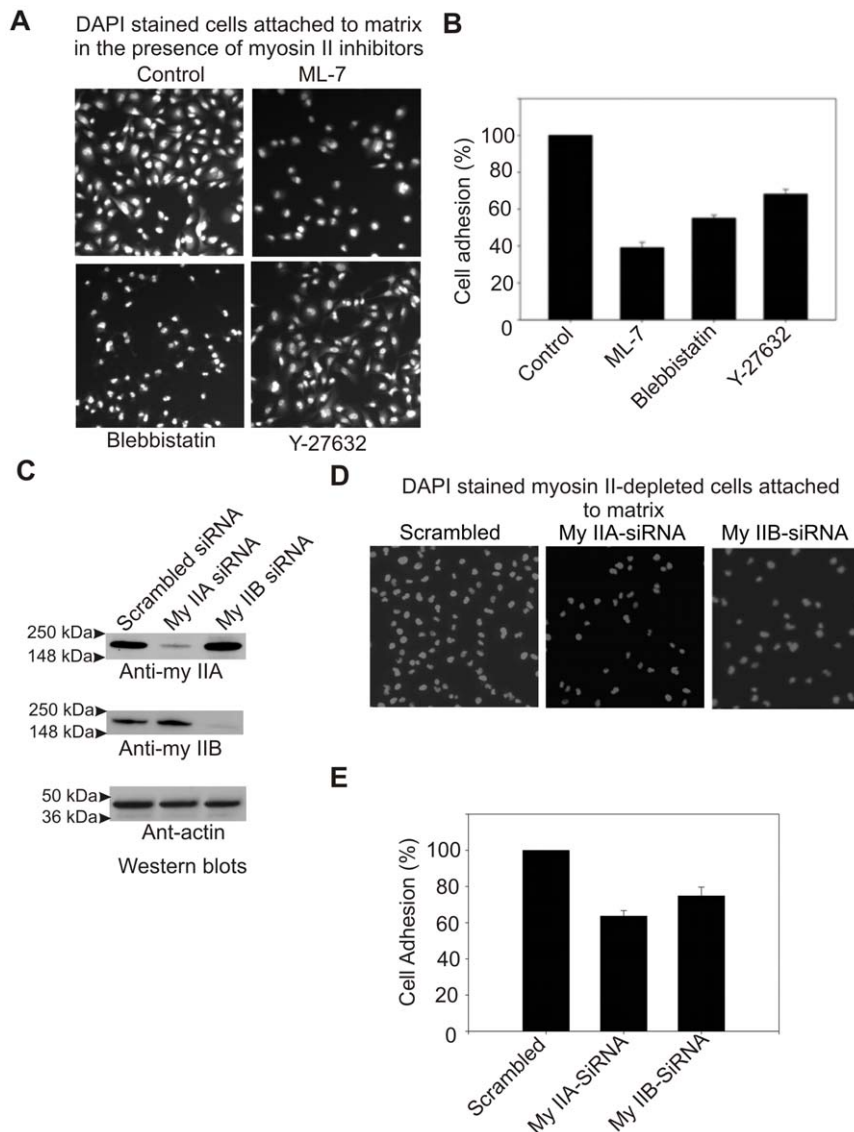 A
DAPI stained cells attached to matrix
in the presence of myosin II inhibitors
Control
ML-7
Blebbistatin
Y-27632
B
Cell adhesion (%)
100
80
60
40
20
0
Control
ML-7
Blebbistatin
Y-27632
C
Scrambled siRNA
My IIA siRNA
My IIB siRNA
250 kDa
148 kDa
Anti-my IIA
250 kDa
148 kDa
Anti-my IIB
50 kDa
36 kDa
Ant-actin
Western blots
D
DAPI stained myosin II-depleted cells attached
to matrix
Scrambled
My IIA-siRNA
My IIB-siRNA
E
Cell Adhesion (%)
100
80
60
40
20
0
Scrambled
My IIA-SiRNA
My IIB-SiRNA